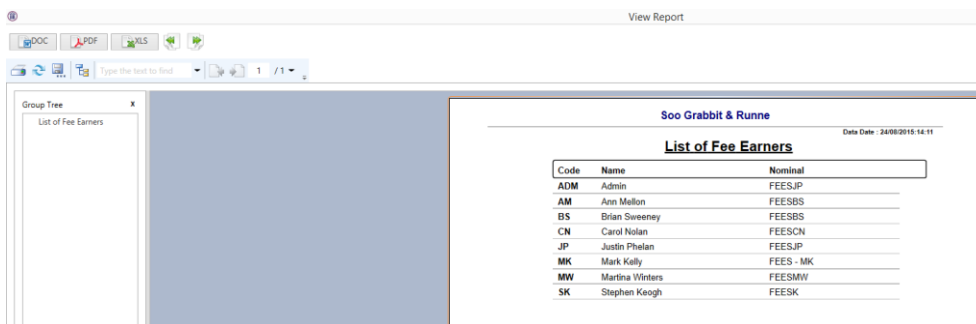 View Report
DOC PDF XLS
Type the text to find 1 / 1
Group Tree x
List of Fee Earners
Soo Grabbit & Runne
Data Date : 24/08/2015:14:11
List of Fee Earners
Code Name Nominal
ADM Admin FEESJP
AM Ann Mellon FEESBS
BS Brian Sweeney FEESBS
CN Carol Nolan FEESCN
JP Justin Phelan FEESJP
MK Mark Kelly FEES - MK
MW Martina Winters FEESMW
SK Stephen Keogh FEESK